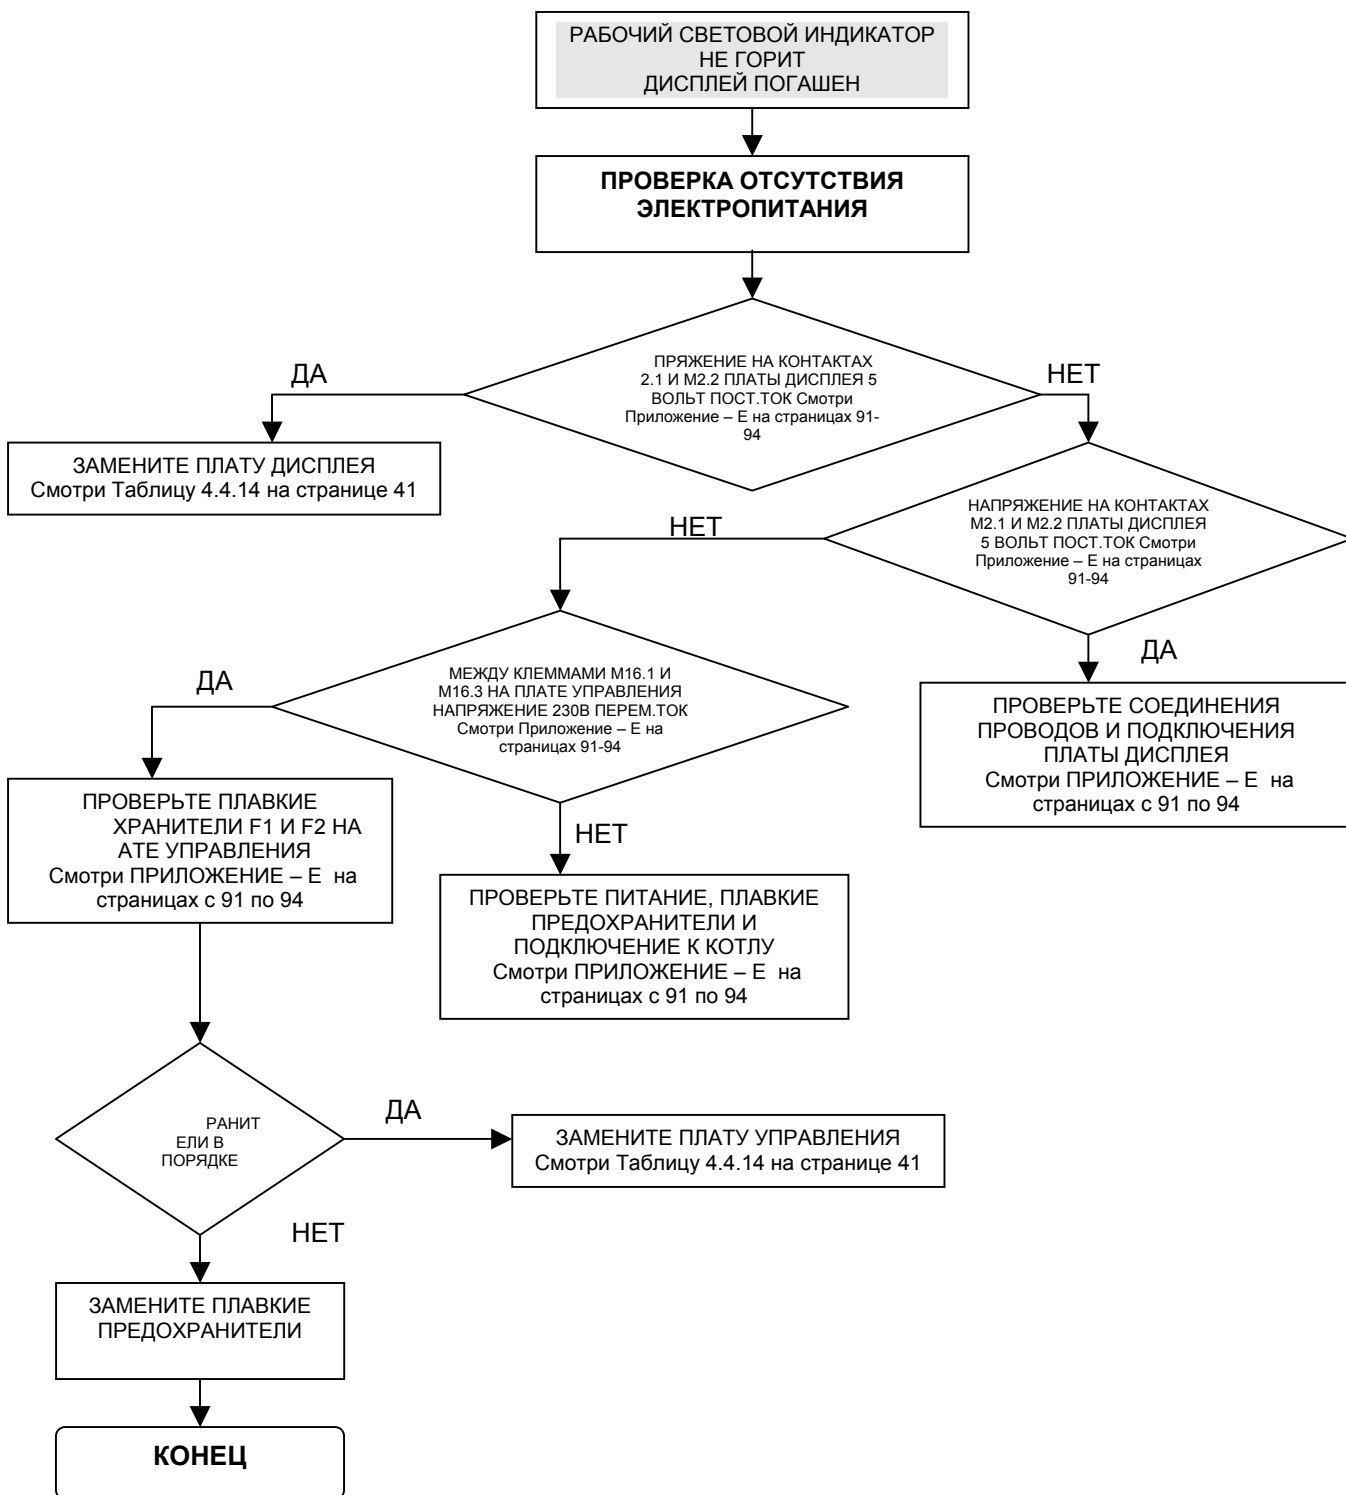 РАБОЧИЙ СВЕТОВОЙ ИНДИКАТОР
НЕ ГОРИТ
ДИСПЛЕЙ ПОГАШЕН
ПРОВЕРКА ОТСУТСТВИЯ
ЭЛЕКТРОПИТАНИЯ
ПРЯЖЕНИЕ НА КОНТАКТАХ
2.1 И М2.2 ПЛАТЫ ДИСПЛЕЯ 5
ВОЛЬТ ПОСТ.ТОК Смотри
Приложение – Е на страницах 91-
94
ДА
НЕТ
ЗАМЕНИТЕ ПЛАТУ ДИСПЛЕЯ
Смотри Таблицу 4.4.14 на странице 41
НАПРЯЖЕНИЕ НА КОНТАКТАХ
М2.1 И М2.2 ПЛАТЫ ДИСПЛЕЯ
5 ВОЛЬТ ПОСТ.ТОК Смотри
Приложение – Е на страницах
91-94
НЕТ
ДА
МЕЖДУ КЛЕММАМИ М16.1 И
М16.3 НА ПЛАТЕ УПРАВЛЕНИЯ
НАПРЯЖЕНИЕ 230В ПЕРЕМ.ТОК
Смотри Приложение – Е на
страницах 91-94
ДА
ПРОВЕРЬТЕ СОЕДИНЕНИЯ
ПРОВОДОВ И ПОДКЛЮЧЕНИЯ
ПЛАТЫ ДИСПЛЕЯ
Смотри ПРИЛОЖЕНИЕ – Е на
страницах с 91 по 94
ПРОВЕРЬТЕ ПЛАВКИЕ
ХРАНИТЕЛИ F1 И F2 НА
АТЕ УПРАВЛЕНИЯ
Смотри ПРИЛОЖЕНИЕ – Е на
страницах с 91 по 94
НЕТ
ПРОВЕРЬТЕ ПИТАНИЕ, ПЛАВКИЕ
ПРЕДОХРАНИТЕЛИ И
ПОДКЛЮЧЕНИЕ К КОТЛУ
Смотри ПРИЛОЖЕНИЕ – Е на
страницах с 91 по 94
РАНИТ
ЕЛИ В
ПОРЯДКЕ
ДА
ЗАМЕНИТЕ ПЛАТУ УПРАВЛЕНИЯ
Смотри Таблицу 4.4.14 на странице 41
НЕТ
ЗАМЕНИТЕ ПЛАВКИЕ
ПРЕДОХРАНИТЕЛИ
КОНЕЦ